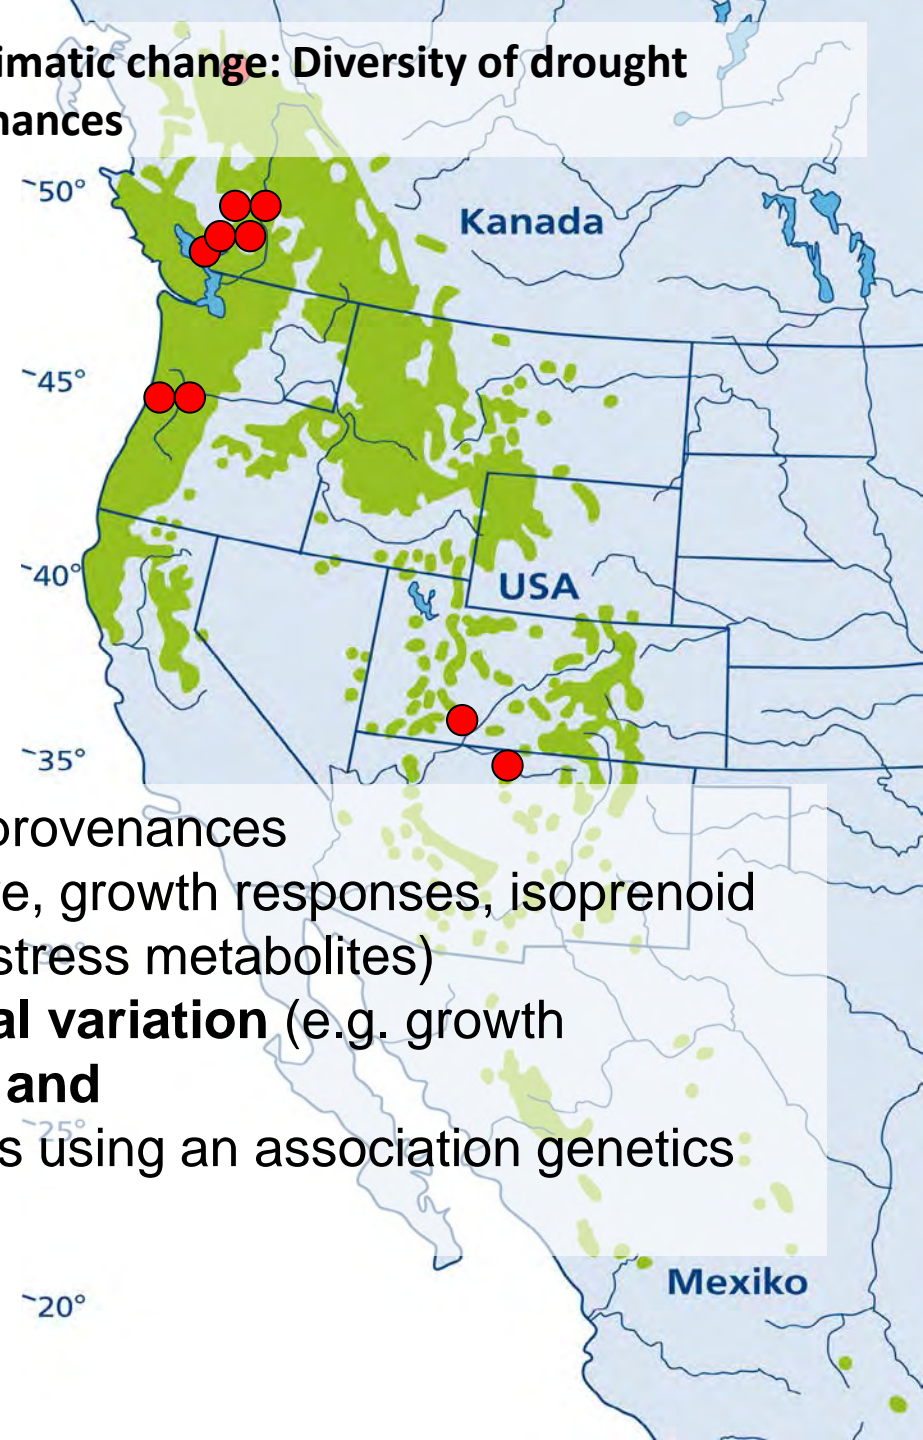 imatic change: Diversity of drought
nances
~50°
Kanada
~45°
~40°
USA
~35°
provenances
e, growth responses, isoprenoid
stress metabolites)
~30°
al variation (e.g. growth
and
~25°
s using an association genetics
Mexiko
~20°